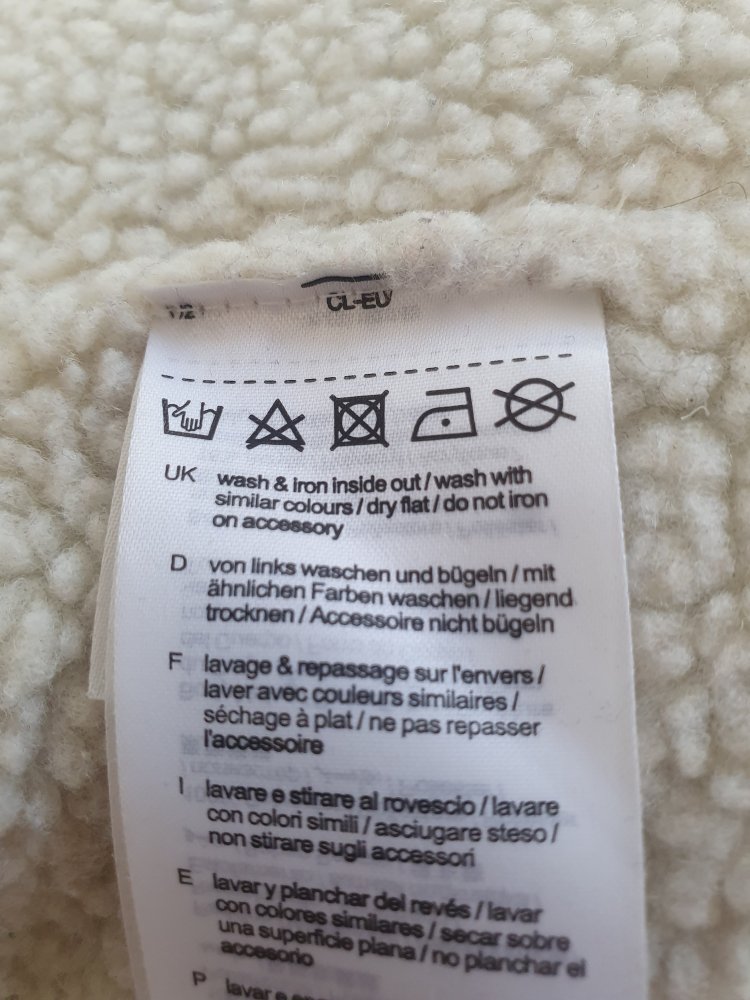 CL-EU
UK wash & iron inside out / wash with
similar colours / dry flat / do not iron
on accessory
D von links waschen und bügeln / mit
ähnlichen Farben waschen / liegend
trocknen / Accessoire nicht bügeln
F lavage & repassage sur l'envers /
laver avec couleurs similaires /
séchage à plat / ne pas repasser
l'accessoire
I lavare e stirare al rovescio / lavare
con colori simili / asciugare steso /
non stirare sugli accessori
E lavar y planchar del revés / lavar
con colores similares / secar sobre
una superficie plana / no planchar el
accesorio
P lavar e